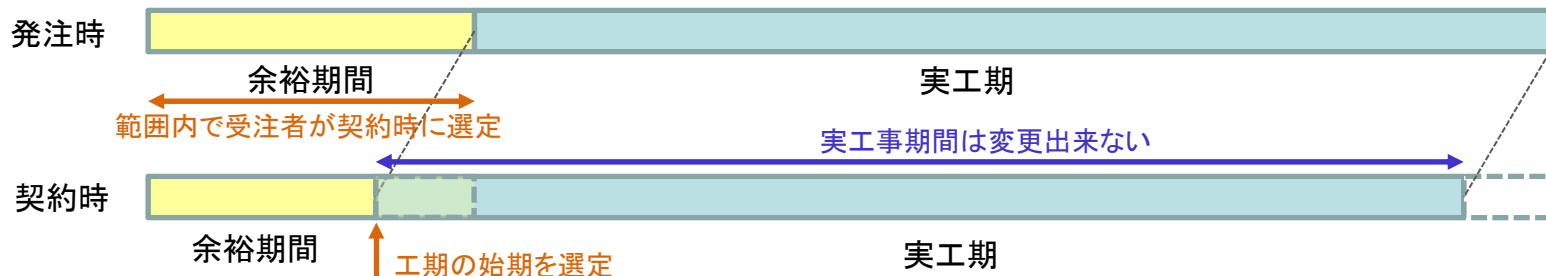 発注時
余裕期間
実工期
範囲内で受注者が契約時に選定
実工事期間は変更出来ない
契約時
余裕期間
実工期
工期の始期を選定